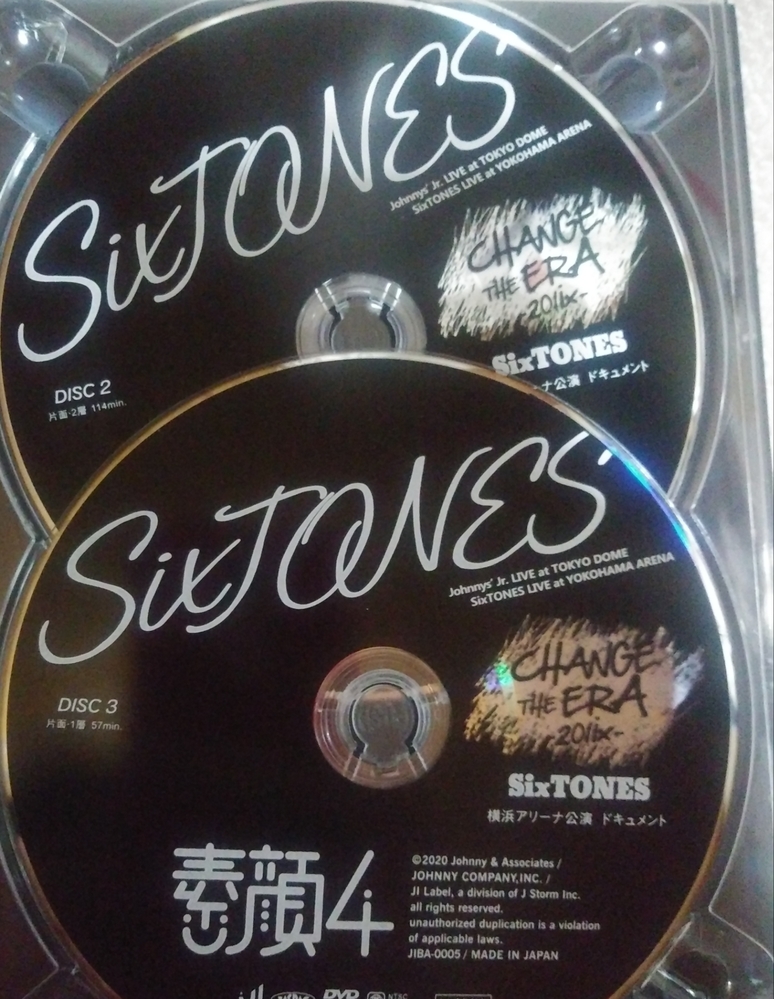 SixTONES
Johnnys' Jr. LIVE at TOKYO DOME
SixTONES LIVE at YOKOHAMA ARENA
CHANGE
THE ERA
-201ix-
SixTONES
ーナ公演 ドキュメント
DISC 2
片面・2層 114min.
SixTONES
Johnnys' Jr. LIVE at TOKYO DOME
SixTONES LIVE at YOKOHAMA ARENA
CHANGE
THE ERA
-201ix-
SixTONES
横浜アリーナ公演 ドキュメント
DISC 3
片面・1層 57min.
素顔4
©2020 Johnny & Associates /
JOHNNY COMPANY,INC. /
JI Label, a division of J Storm Inc.
all rights reserved.
unauthorized duplication is a violation
of applicable laws.
JIBA-0005 / MADE IN JAPAN